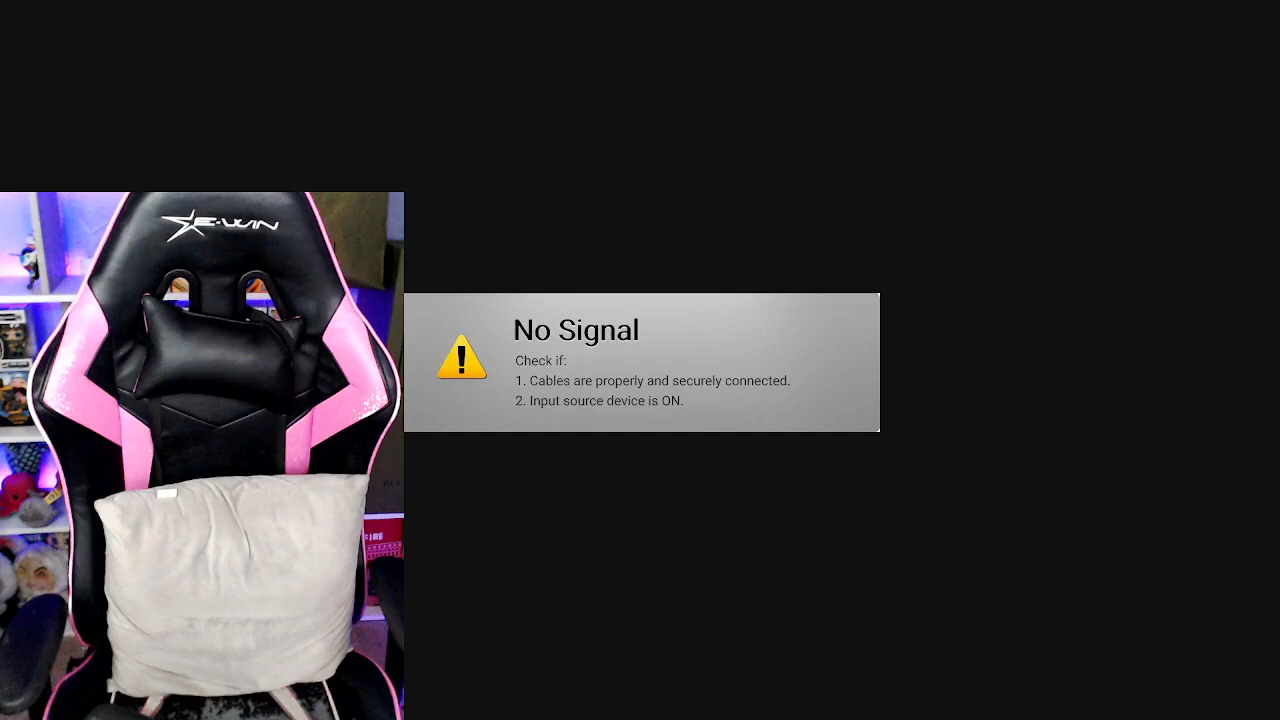 E-WIN
No Signal
Check if:
1. Cables are properly and securely connected.
2. Input source device is ON.